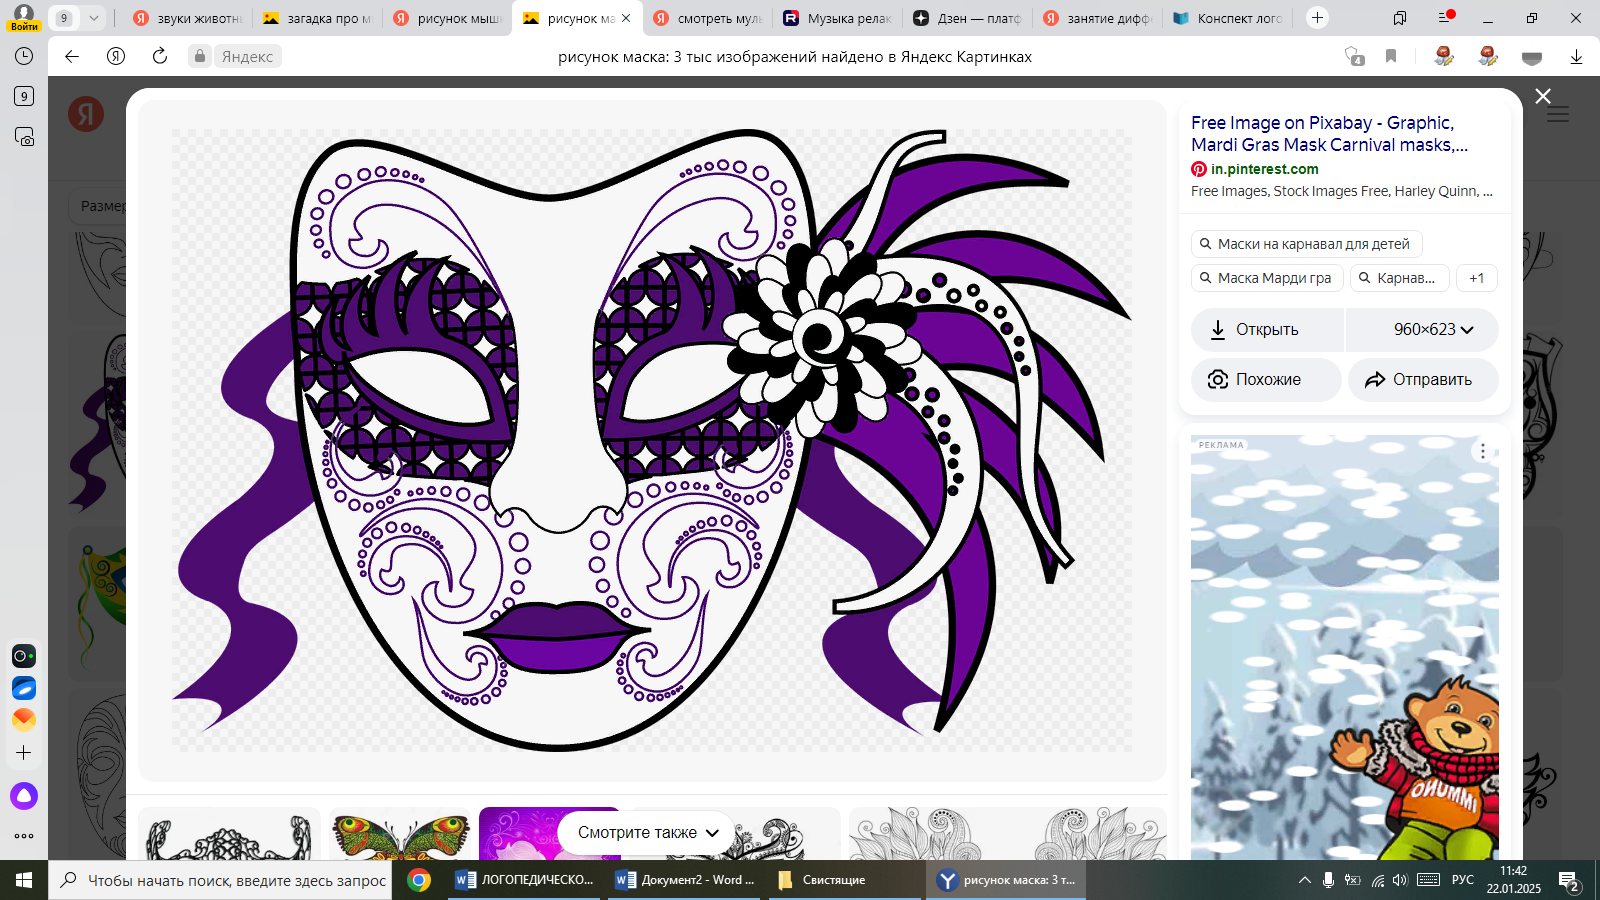 9
звуки животн
загадка про м
рисунок мыш
рисунок ма
смотреть мул
Музыка релак
Дзен — платф
занятие дифф
Конспект лого
Войти
Яндекс
рисунок маска: 3 тыс изображений найдено в Яндекс Картинках
4
9
Размер
Free Image on Pixabay - Graphic,
Mardi Gras Mask Carnival masks,...
in.pinterest.com
Free Images, Stock Images Free, Harley Quinn, ...
Маски на карнавал для детей
Маска Марди гра
Карнав...
+1
Открыть
960×623
Похожие
Отправить
РЕКЛАМА
IMMUNO
Смотрите также
Чтобы начать поиск, введите здесь запрос
ЛОГОПЕДИЧЕСКО...
Документ2 - Word ...
Свистящие
рисунок маска: 3 т...
РУС
11:42
22.01.2025
2